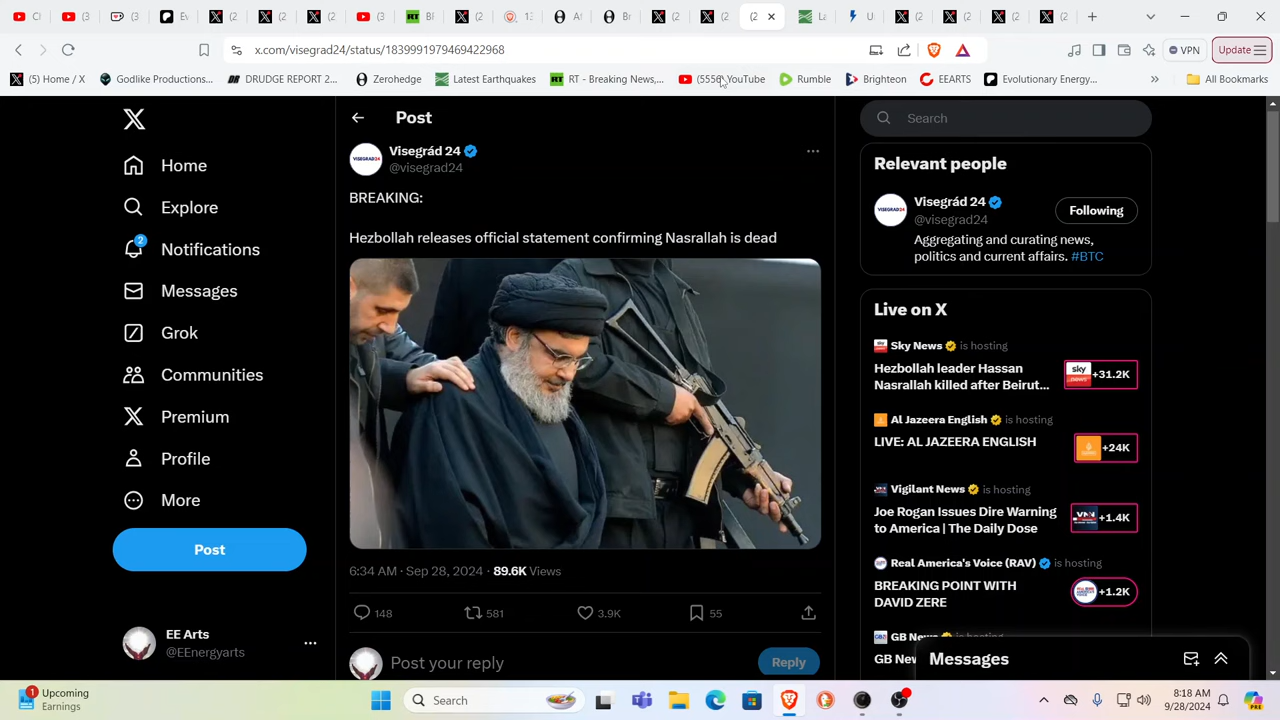 x.com/visegrad24/status/1839991979469422968
VPN
Update
(5) Home / X
Godlike Productions...
DRUDGE REPORT 2...
Zerohedge
Latest Earthquakes
RT - Breaking News,...
(5556) YouTube
Rumble
Brighteon
EEARTS
Evolutionary Energy...
All Bookmarks
Home
Explore
2
Notifications
Messages
Grok
Communities
Premium
Profile
More
Post
EE Arts
@EEnergyarts
Post
Visegrád 24
@visegrad24
BREAKING:
Hezbollah releases official statement confirming Nasrallah is dead
6:34 AM · Sep 28, 2024 · 89.6K Views
148
581
3.9K
55
Post your reply
Reply
Search
Relevant people
VISEGRAD24
Visegrád 24
@visegrad24
Following
Aggregating and curating news,
politics and current affairs. #BTC
Live on X
Sky News is hosting
Hezbollah leader Hassan
Nasrallah killed after Beirut...
+31.2K
Al Jazeera English is hosting
LIVE: AL JAZEERA ENGLISH
+24K
Vigilant News is hosting
Joe Rogan Issues Dire Warning
to America | The Daily Dose
+1.4K
Real America's Voice (RAV) is hosting
BREAKING POINT WITH
DAVID ZERE
+1.2K
Messages
1
Upcoming
Earnings
Search
8:18 AM
9/28/2024